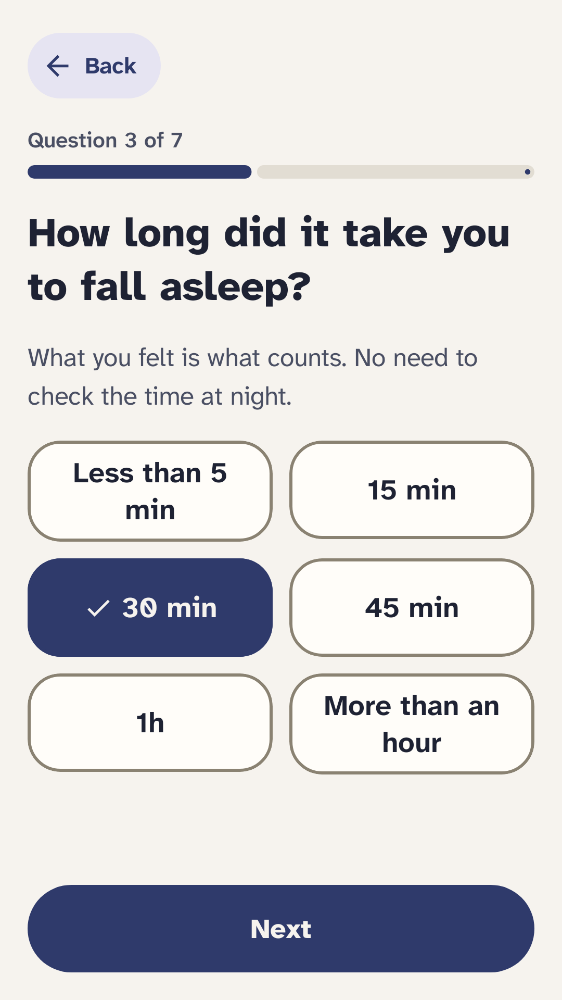 Back
Question 3 of 7
How long did it take you
to fall asleep?
What you felt is what counts. No need to
check the time at night.
Less than 5
min
15 min
30 min
45 min
1h
More than an
hour
Next